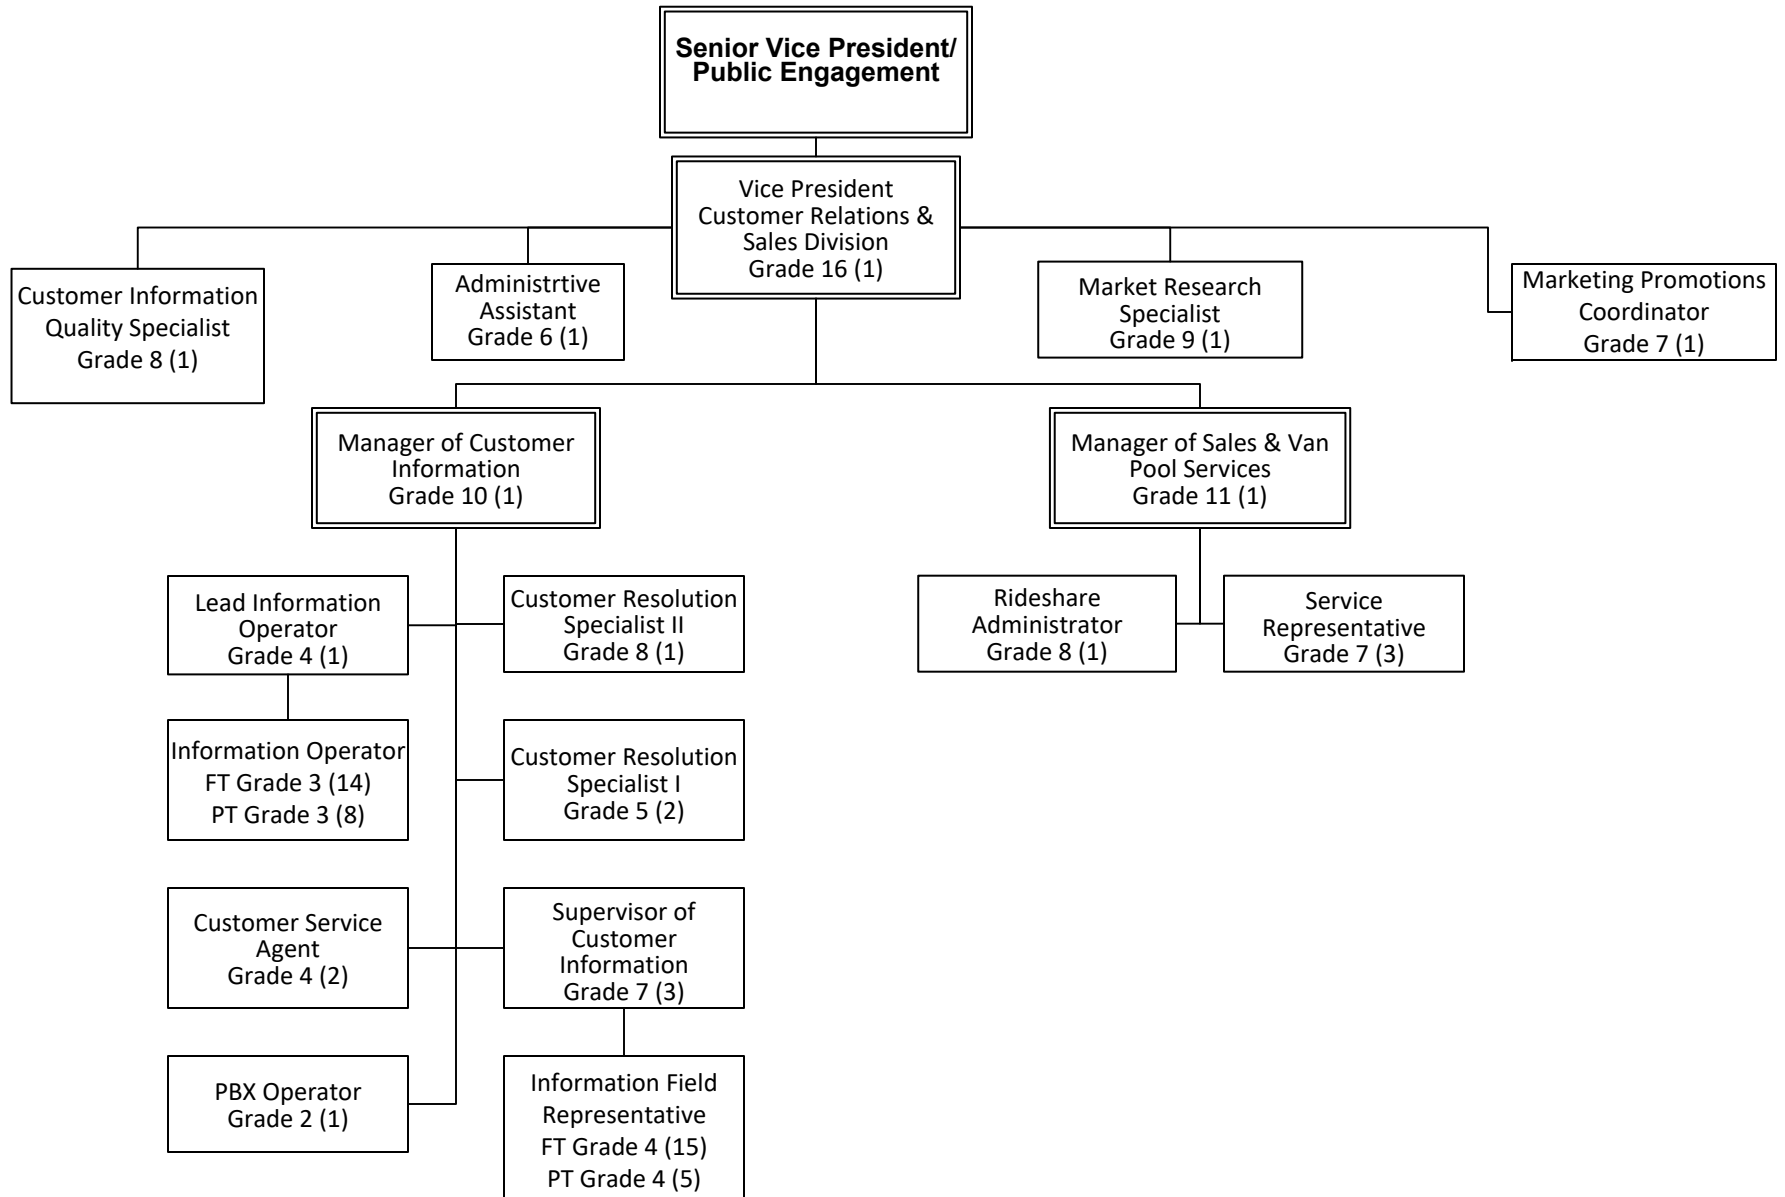 Senior Vice President/
Public Engagement
Vice President
Customer Relations &
Sales Division
Grade 16 (1)
Customer Information
Quality Specialist
Grade 8 (1)
Administrtive
Assistant
Grade 6 (1)
Market Research
Specialist
Grade 9 (1)
Marketing Promotions
Coordinator
Grade 7 (1)
Manager of Customer
Information
Grade 10 (1)
Manager of Sales & Van
Pool Services
Grade 11 (1)
Lead Information
Operator
Grade 4 (1)
Customer Resolution
Specialist II
Grade 8 (1)
Rideshare
Administrator
Grade 8 (1)
Service
Representative
Grade 7 (3)
Information Operator
FT Grade 3 (14)
PT Grade 3 (8)
Customer Resolution
Specialist I
Grade 5 (2)
Customer Service
Agent
Grade 4 (2)
Supervisor of
Customer
Information
Grade 7 (3)
PBX Operator
Grade 2 (1)
Information Field
Representative
FT Grade 4 (15)
PT Grade 4 (5)